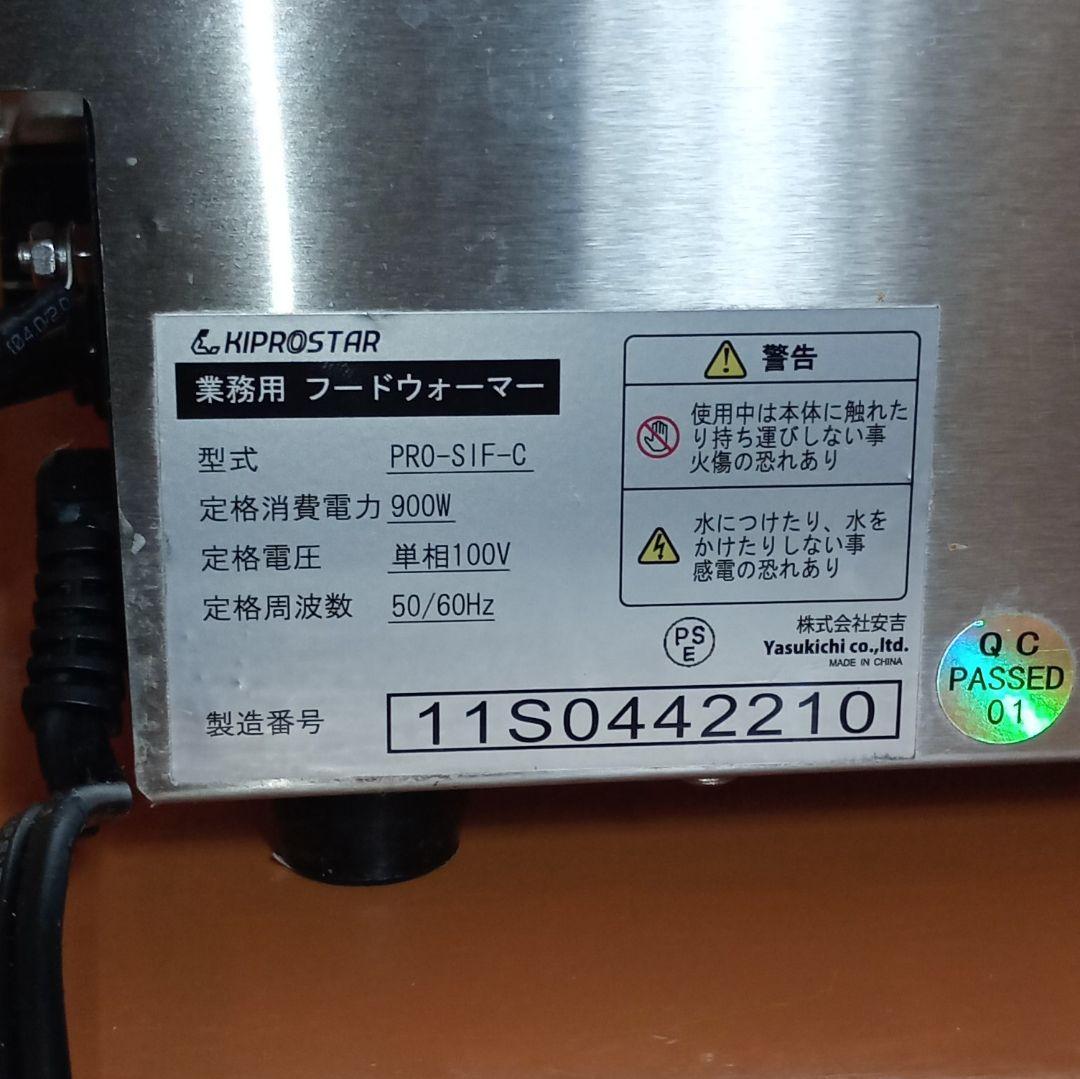 KIPROSTAR
業務用 フードウォーマー
型式 PRO-SIF-C
定格消費電力 900W
定格電圧 単相100V
定格周波数 50/60Hz
製造番号 11S0442210
警告
使用中は本体に触れた
り持ち運びしない事
火傷の恐れあり
水につけたり、水を
かけたりしない事
感電の恐れあり
PS
E
株式会社安吉
Yasukichi co.,ltd.
MADE IN CHINA
QC
PASSED
01